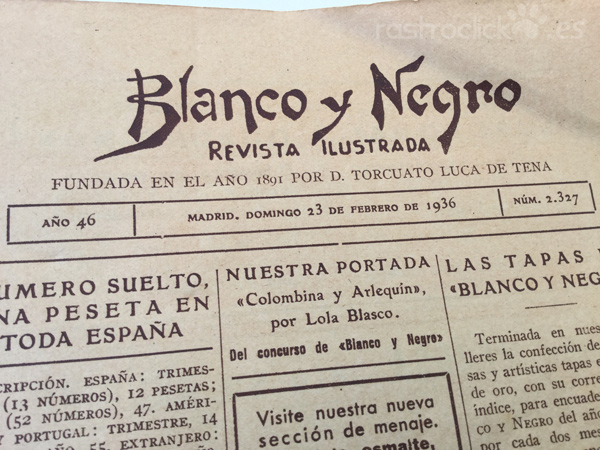 rastroclick.es
Blanco y Negro
REVISTA ILUSTRADA
FUNDADA EN EL AÑO 1891 POR D. TORCUATO LUCA DE TENA
AÑO 46
MADRID, DOMINGO 23 DE FEBRERO DE 1936
NÚM. 2.327
UMERO SUELTO,
NA PESETA EN
TODA ESPAÑA
CRIPCIÓN. ESPAÑA: TRIMES-
(13 NÚMEROS), 12 PESETAS;
(52 NÚMEROS), 47. AMÉRI-
Y PORTUGAL: TRIMESTRE, 14
AÑO, 55. EXTRANJERO:
NUESTRA PORTADA
«Colombina y Arlequín»,
por Lola Blasco.
Del concurso de «Blanco y Negro»
Visite nuestra nueva
sección de menaje.
esmalte,
LAS TAPAS
«BLANCO Y NEG
Terminada en nues
lleres la confección de
sas y artísticas tapas e
de oro, con su corre
índice, para encuade
CO Y NEGRO del año
por cada dos mes